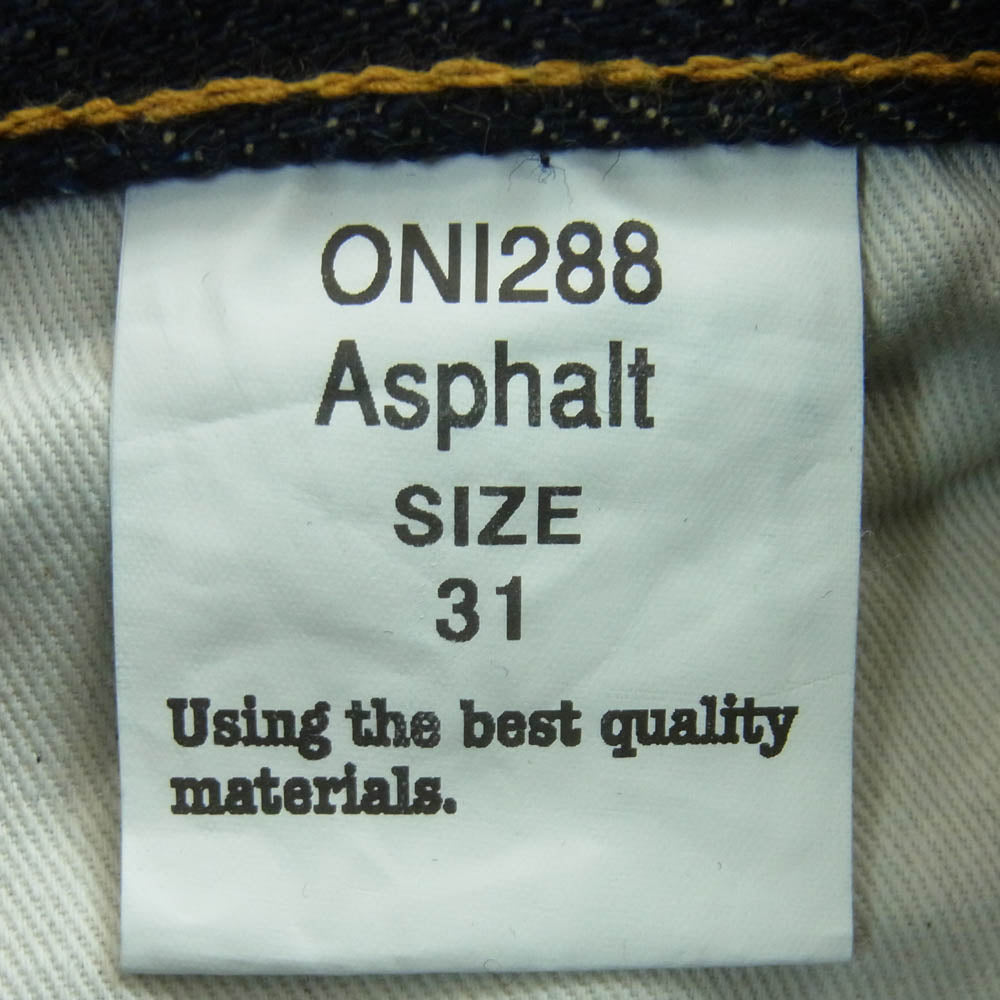 ONI288
Asphalt
SIZE
31
Using the best quality
materials.